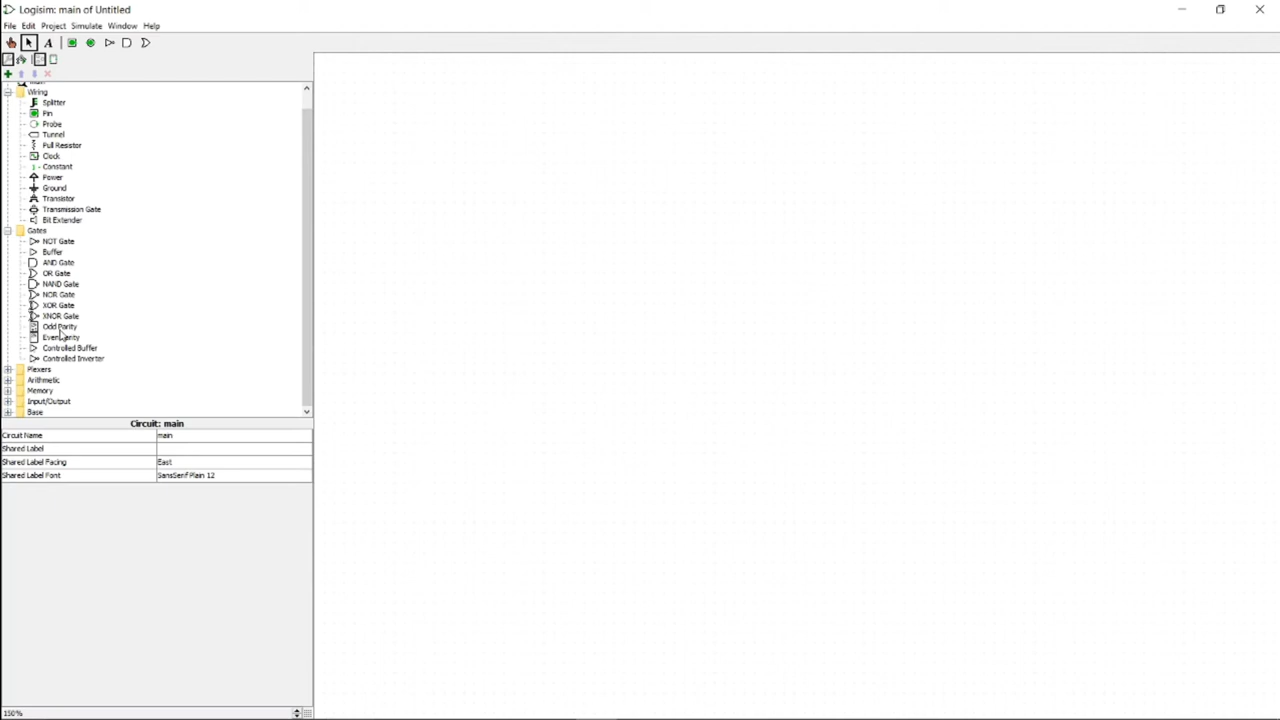 Logisim: main of Untitled
File Edit Project Simulate Window Help
A
main
Wiring
Splitter
Pin
Probe
Tunnel
Pull Resistor
Clock
Constant
Power
Ground
Transistor
Transmission Gate
Bit Extender
Gates
NOT Gate
Buffer
AND Gate
OR Gate
NAND Gate
NOR Gate
XOR Gate
XNOR Gate
Odd Parity
Even Parity
Controlled Buffer
Controlled Inverter
Plexers
Arithmetic
Memory
Input/Output
Base
Circuit: main
Circuit Name main
Shared Label
Shared Label Facing East
Shared Label Font SansSerif Plain 12
150%